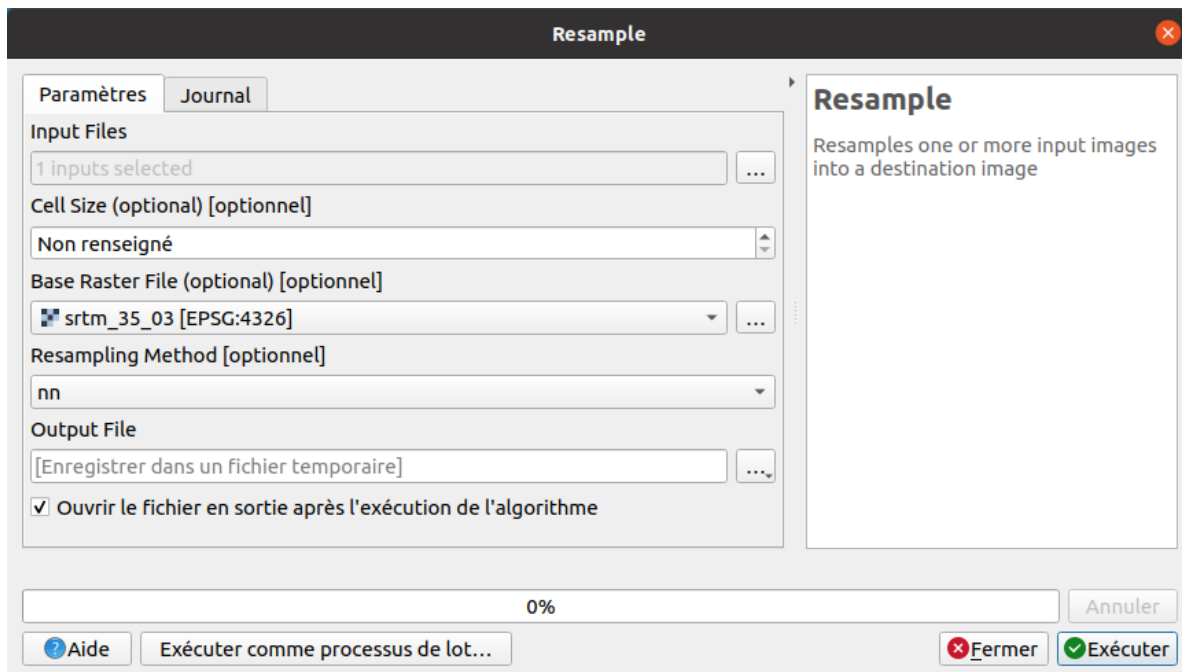 Resample
Paramètres
Journal
Input Files
1 inputs selected
...
Cell Size (optional) [optionnel]
Non renseigné
Base Raster File (optional) [optionnel]
srtm_35_03 [EPSG:4326]
...
Resampling Method [optionnel]
nn
Output File
[Enregistrer dans un fichier temporaire]
...
Ouvrir le fichier en sortie après l'exécution de l'algorithme
Resample
Resamples one or more input images
into a destination image
0%
Annuler
Aide
Exécuter comme processus de lot...
Fermer
Exécuter